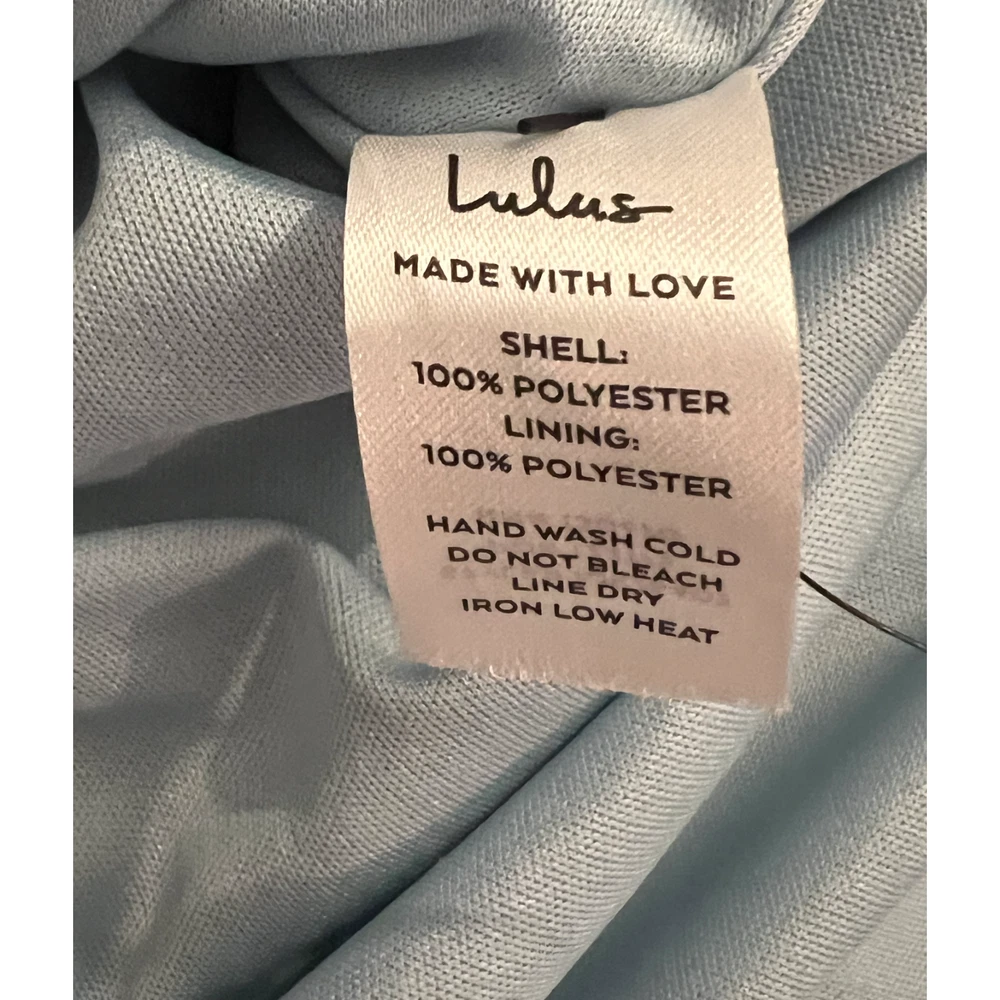 Lulus
MADE WITH LOVE
SHELL:
100% POLYESTER
LINING:
100% POLYESTER
HAND WASH COLD
DO NOT BLEACH
LINE DRY
IRON LOW HEAT